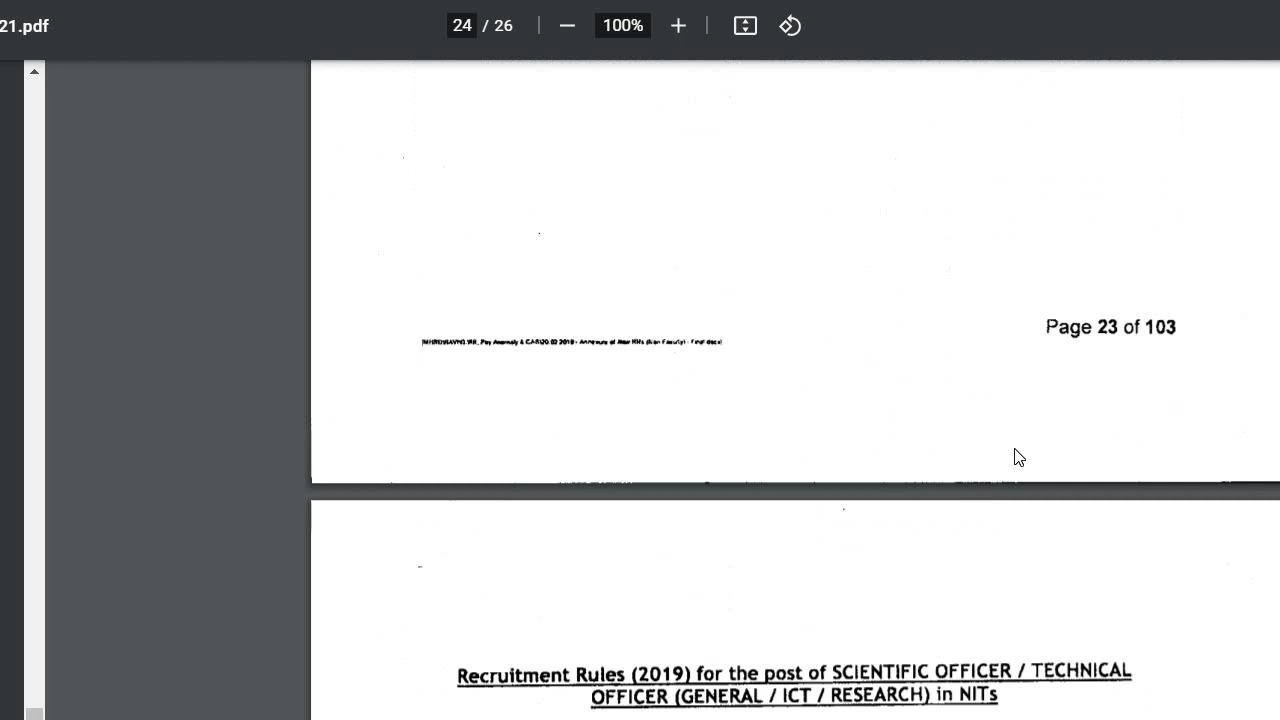 21.pdf
24 / 26
100%
Page 23 of 103
Recruitment Rules (2019) for the post of SCIENTIFIC OFFICER / TECHNICAL
OFFICER (GENERAL / ICT / RESEARCH) in NITs